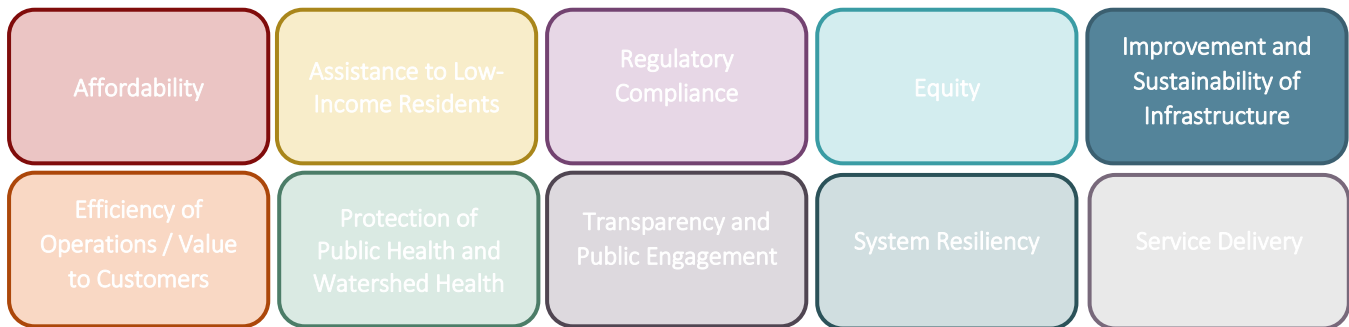 Affordability
Assistance to Low-
Income Residents
Regulatory
Compliance
Equity
Improvement and
Sustainability of
Infrastructure
Efficiency of
Operations / Value
to Customers
Protection of
Public Health and
Watershed Health
Transparency and
Public Engagement
System Resiliency
Service Delivery